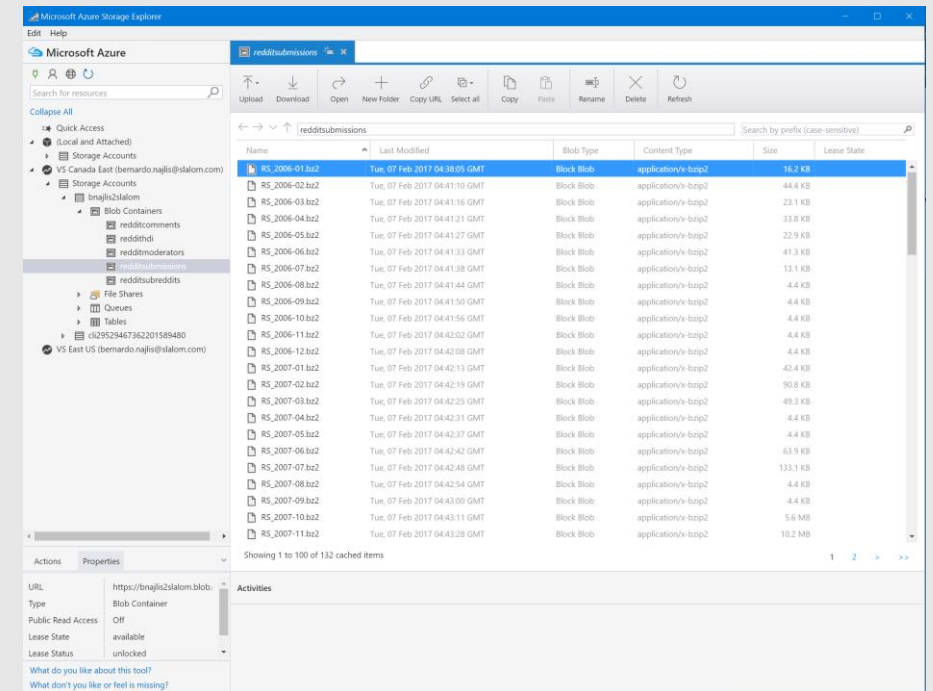 Microsoft Azure Storage Explorer
Edit Help
Microsoft Azure
Search for resources
Collapse All
Quick Access
(Local and Attached)
Storage Accounts
VS Canada East (bernardo.najlis@slalom.com)
Storage Accounts
bnajlis2slalom
Blob Containers
redditcomments
reddithdi
redditmoderators
redditsubmissions
redditsubreddits
File Shares
Queues
Tables
cli29529467362201589480
VS East US (bernardo.najlis@slalom.com)
Actions Properties
URL https://bnajlis2slalom.blob.
Type Blob Container
Public Read Access Off
Lease State available
Lease Status unlocked
What do you like about this tool?
What don't you like or feel is missing?
redditsubmissions
Upload Download Open New Folder Copy URL Select all Copy Paste Rename Delete Refresh
redditsubmissions Search by prefix (case-sensitive)
Name Last Modified Blob Type Content Type Size Lease State
RS_2006-01.bz2 Tue, 07 Feb 2017 04:38:05 GMT Block Blob application/x-bzip2 16.2 KB
RS_2006-02.bz2 Tue, 07 Feb 2017 04:41:10 GMT Block Blob application/x-bzip2 44.4 KB
RS_2006-03.bz2 Tue, 07 Feb 2017 04:41:16 GMT Block Blob application/x-bzip2 23.1 KB
RS_2006-04.bz2 Tue, 07 Feb 2017 04:41:21 GMT Block Blob application/x-bzip2 33.8 KB
RS_2006-05.bz2 Tue, 07 Feb 2017 04:41:27 GMT Block Blob application/x-bzip2 22.9 KB
RS_2006-06.bz2 Tue, 07 Feb 2017 04:41:33 GMT Block Blob application/x-bzip2 41.3 KB
RS_2006-07.bz2 Tue, 07 Feb 2017 04:41:38 GMT Block Blob application/x-bzip2 13.1 KB
RS_2006-08.bz2 Tue, 07 Feb 2017 04:41:44 GMT Block Blob application/x-bzip2 4.4 KB
RS_2006-09.bz2 Tue, 07 Feb 2017 04:41:50 GMT Block Blob application/x-bzip2 4.4 KB
RS_2006-10.bz2 Tue, 07 Feb 2017 04:41:56 GMT Block Blob application/x-bzip2 4.4 KB
RS_2006-11.bz2 Tue, 07 Feb 2017 04:42:02 GMT Block Blob application/x-bzip2 4.4 KB
RS_2006-12.bz2 Tue, 07 Feb 2017 04:42:08 GMT Block Blob application/x-bzip2 4.4 KB
RS_2007-01.bz2 Tue, 07 Feb 2017 04:42:13 GMT Block Blob application/x-bzip2 42.4 KB
RS_2007-02.bz2 Tue, 07 Feb 2017 04:42:19 GMT Block Blob application/x-bzip2 90.8 KB
RS_2007-03.bz2 Tue, 07 Feb 2017 04:42:25 GMT Block Blob application/x-bzip2 49.3 KB
RS_2007-04.bz2 Tue, 07 Feb 2017 04:42:31 GMT Block Blob application/x-bzip2 4.4 KB
RS_2007-05.bz2 Tue, 07 Feb 2017 04:42:37 GMT Block Blob application/x-bzip2 4.4 KB
RS_2007-06.bz2 Tue, 07 Feb 2017 04:42:42 GMT Block Blob application/x-bzip2 63.9 KB
RS_2007-07.bz2 Tue, 07 Feb 2017 04:42:48 GMT Block Blob application/x-bzip2 133.1 KB
RS_2007-08.bz2 Tue, 07 Feb 2017 04:42:54 GMT Block Blob application/x-bzip2 4.4 KB
RS_2007-09.bz2 Tue, 07 Feb 2017 04:43:00 GMT Block Blob application/x-bzip2 4.4 KB
RS_2007-10.bz2 Tue, 07 Feb 2017 04:43:11 GMT Block Blob application/x-bzip2 5.6 MB
RS_2007-11.bz2 Tue, 07 Feb 2017 04:43:28 GMT Block Blob application/x-bzip2 10.2 MB
Showing 1 to 100 of 132 cached items 1 2 > >>
Activities